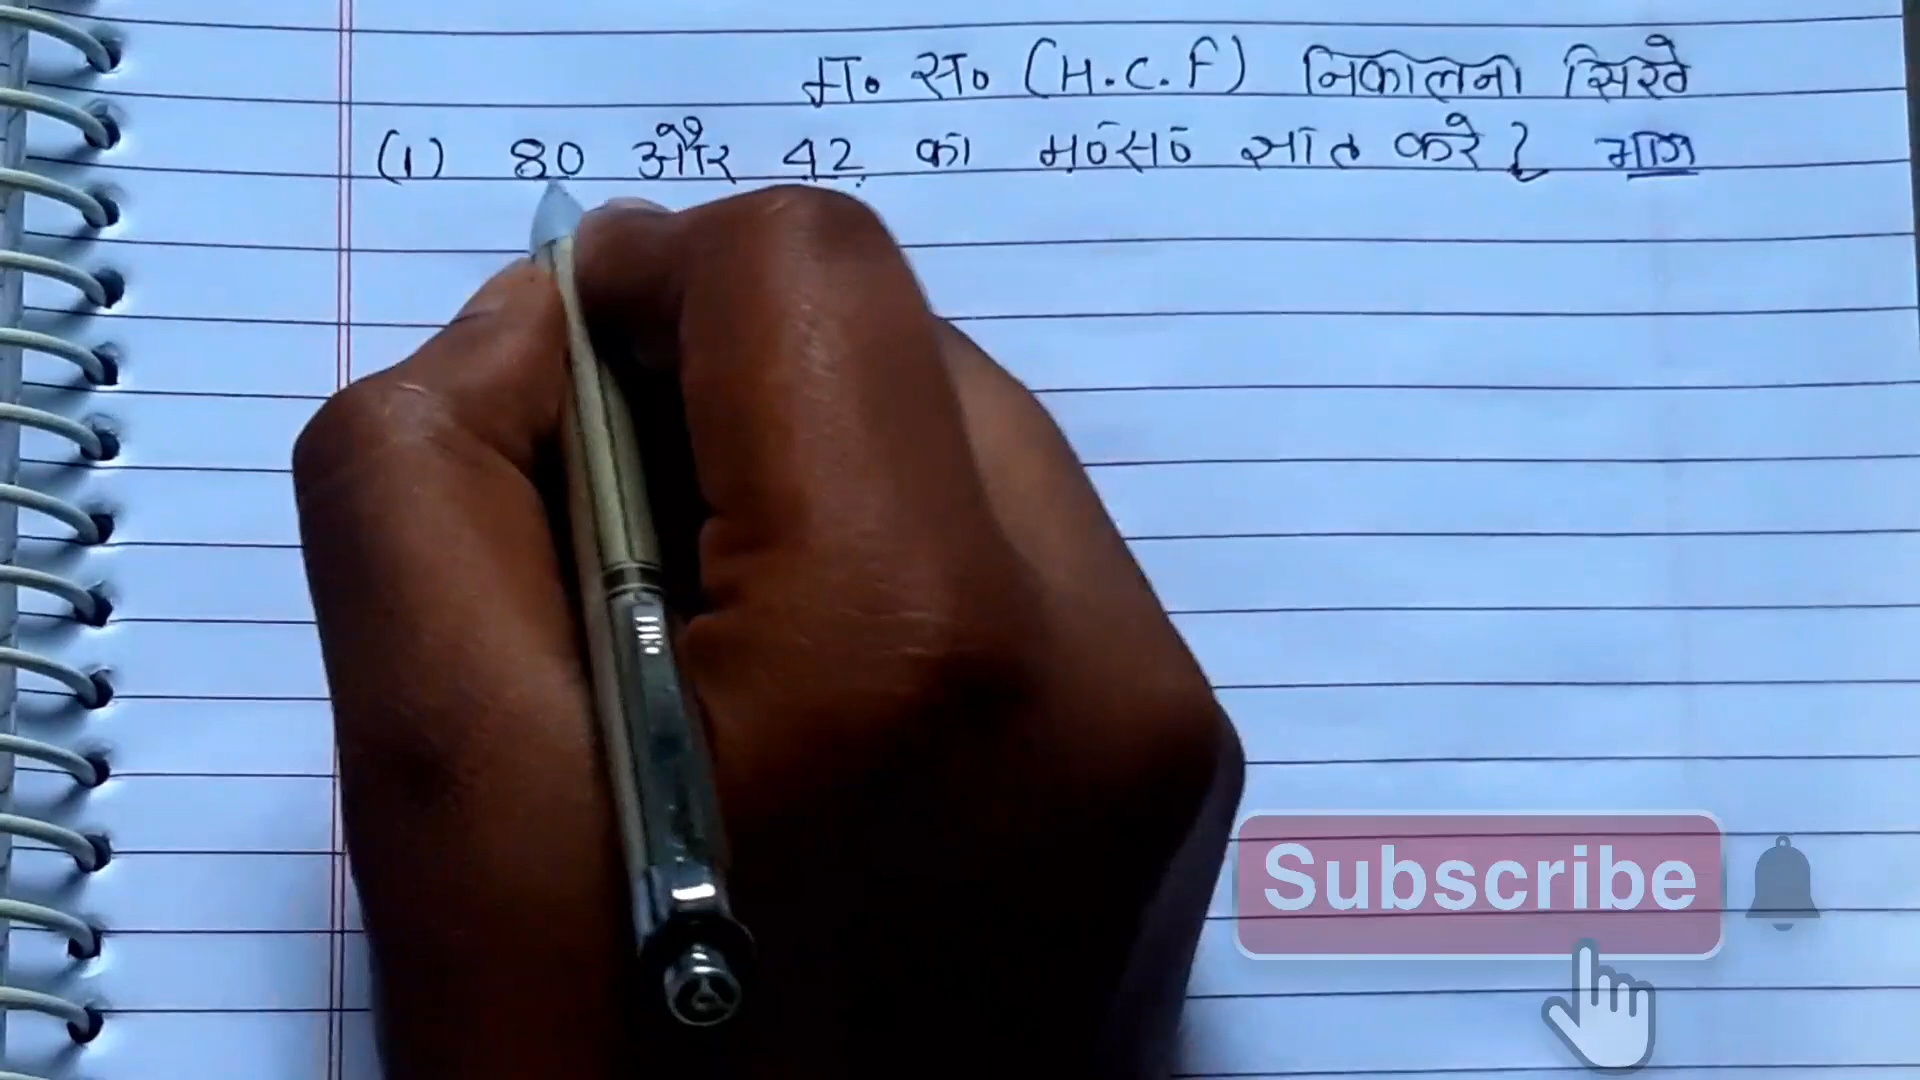 म० स० (H.C.F) निकालना सिखे
(1) 80 और 42 का म०स० ज्ञात करे? भाग
Subscribe